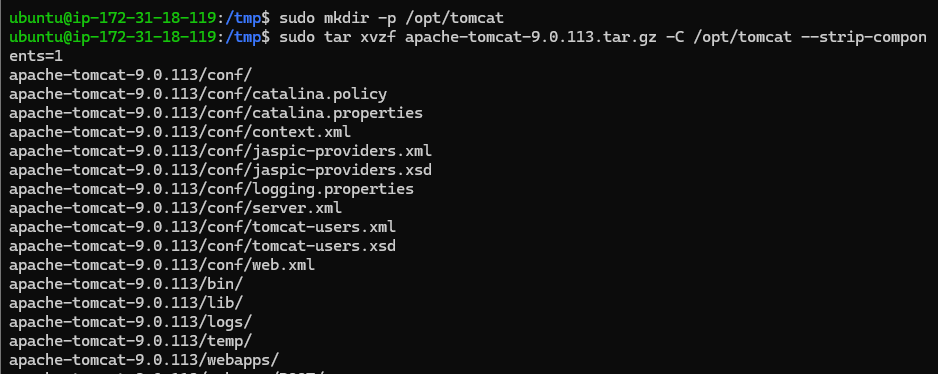 ubuntu@ip-172-31-18-119:/tmp$ sudo mkdir -p /opt/tomcat
ubuntu@ip-172-31-18-119:/tmp$ sudo tar xvzf apache-tomcat-9.0.113.tar.gz -C /opt/tomcat --strip-compon
ents=1
apache-tomcat-9.0.113/conf/
apache-tomcat-9.0.113/conf/catalina.policy
apache-tomcat-9.0.113/conf/catalina.properties
apache-tomcat-9.0.113/conf/context.xml
apache-tomcat-9.0.113/conf/jaspic-providers.xml
apache-tomcat-9.0.113/conf/jaspic-providers.xsd
apache-tomcat-9.0.113/conf/logging.properties
apache-tomcat-9.0.113/conf/server.xml
apache-tomcat-9.0.113/conf/tomcat-users.xml
apache-tomcat-9.0.113/conf/tomcat-users.xsd
apache-tomcat-9.0.113/conf/web.xml
apache-tomcat-9.0.113/bin/
apache-tomcat-9.0.113/lib/
apache-tomcat-9.0.113/logs/
apache-tomcat-9.0.113/temp/
apache-tomcat-9.0.113/webapps/